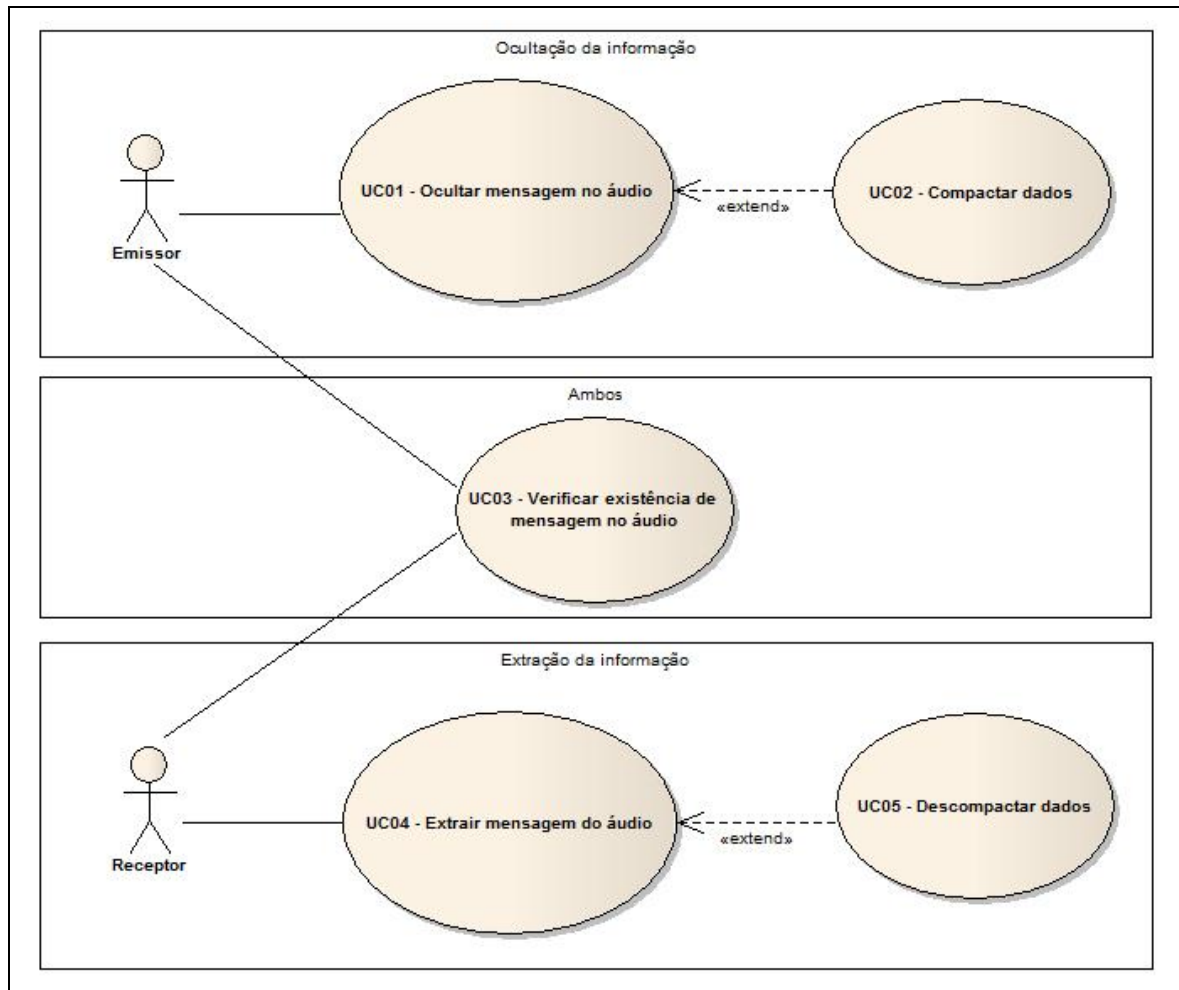 Ocultação da informação
UC01 - Ocultar mensagem no áudio
«extend»
UC02 - Compactar dados
Emissor
Ambos
UC03 - Verificar existência de
mensagem no áudio
Extração da informação
UC04 - Extrair mensagem do áudio
«extend»
UC05 - Descompactar dados
Receptor